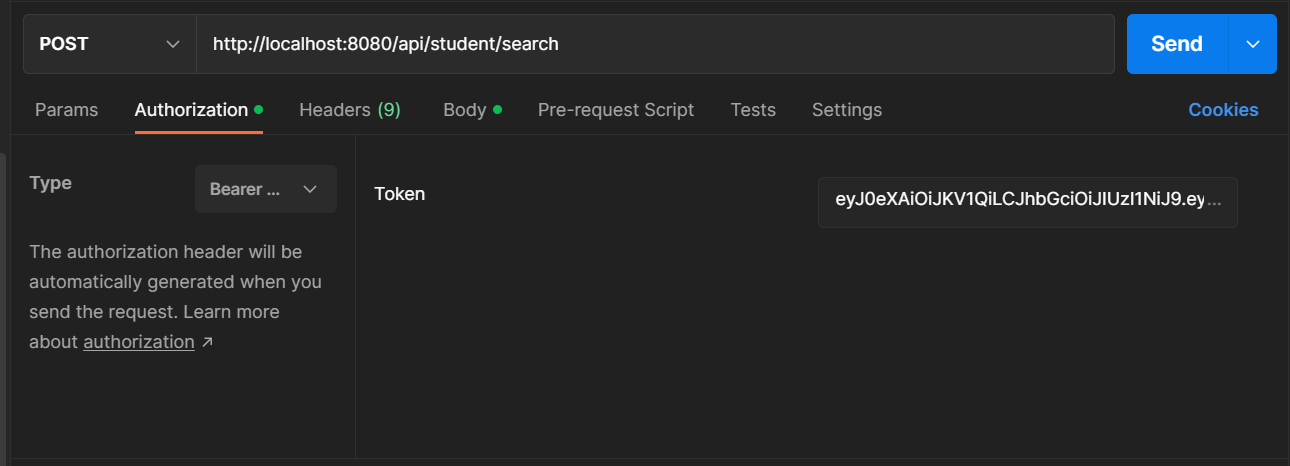 POST http://localhost:8080/api/student/search Send
Params Authorization Headers (9) Body Pre-request Script Tests Settings Cookies
Type Bearer ... Token eyJ0eXAiOiJKV1QiLCJhbGciOiJIUzI1NiJ9.ey...
The authorization header will be
automatically generated when you
send the request. Learn more
about authorization ↗